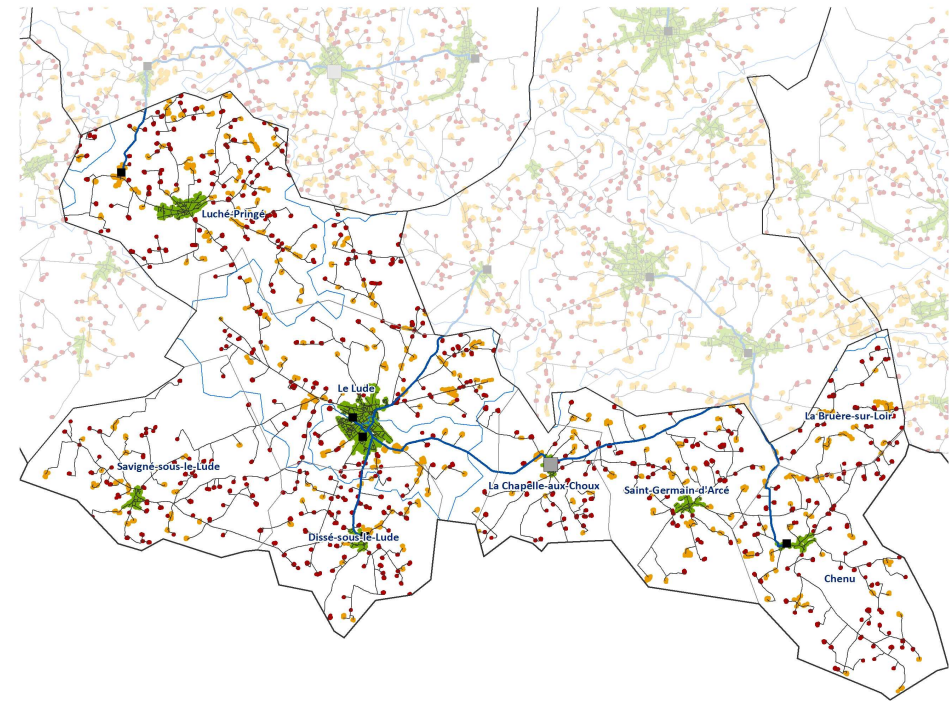 Luché-Pringé
Le Lude
La Bruère-sur-Loir
Savigné-sous-le-Lude
La Chapelle-aux-Choux
Saint-Germain-d'Arcé
Dissé-sous-le-Lude
Chenu